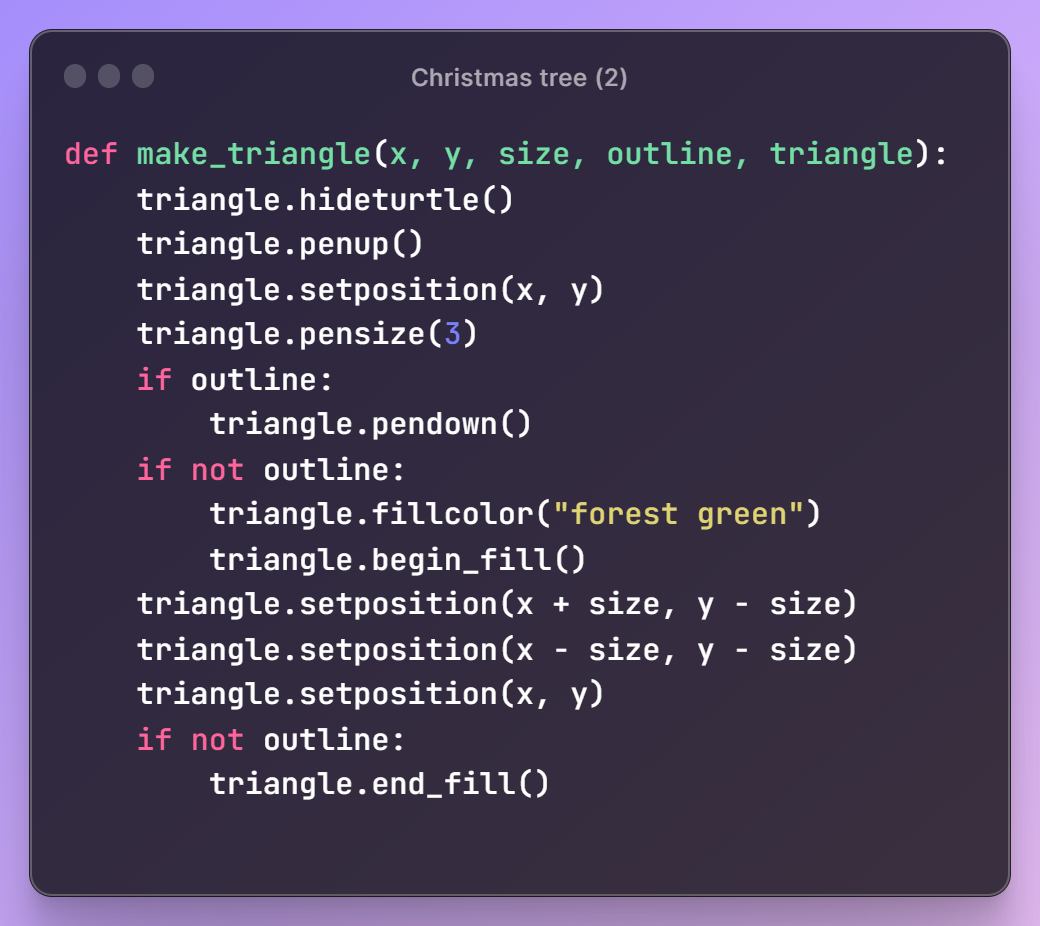 Christmas tree (2)
def make_triangle(x, y, size, outline, triangle):
    triangle.hideturtle()
    triangle.penup()
    triangle.setposition(x, y)
    triangle.pensize(3)
    if outline:
        triangle.pendown()
    if not outline:
        triangle.fillcolor("forest green")
        triangle.begin_fill()
    triangle.setposition(x + size, y - size)
    triangle.setposition(x - size, y - size)
    triangle.setposition(x, y)
    if not outline:
        triangle.end_fill()